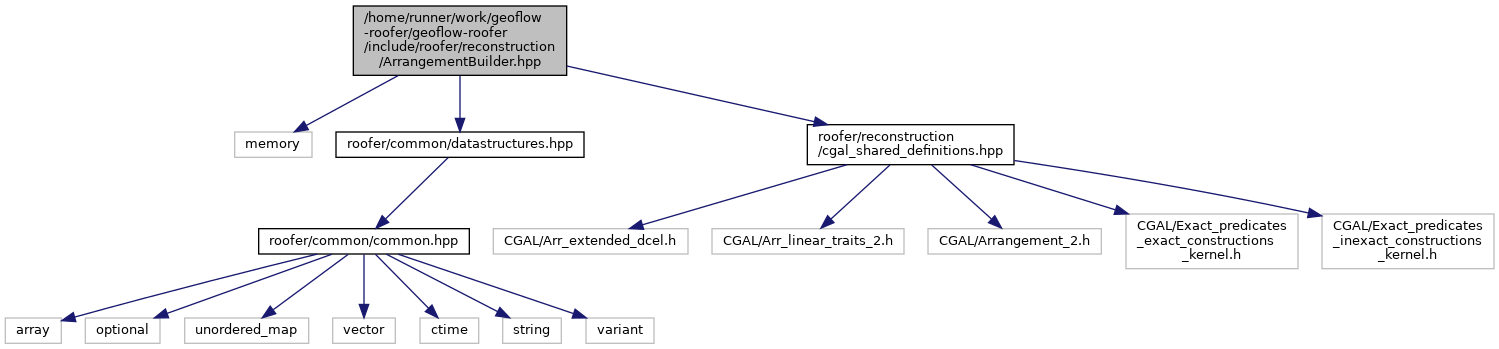 /home/runner/work/geoflow
-roofer/geoflow-roofer
/include/roofer/reconstruction
/ArrangementBuilder.hpp
memory
roofer/common/datastructures.hpp
roofer/reconstruction
/cgal_shared_definitions.hpp
roofer/common/common.hpp
CGAL/Arr_extended_dcel.h
CGAL/Arr_linear_traits_2.h
CGAL/Arrangement_2.h
CGAL/Exact_predicates
_exact_constructions
_kernel.h
CGAL/Exact_predicates
_inexact_constructions
_kernel.h
array
optional
unordered_map
vector
ctime
string
variant